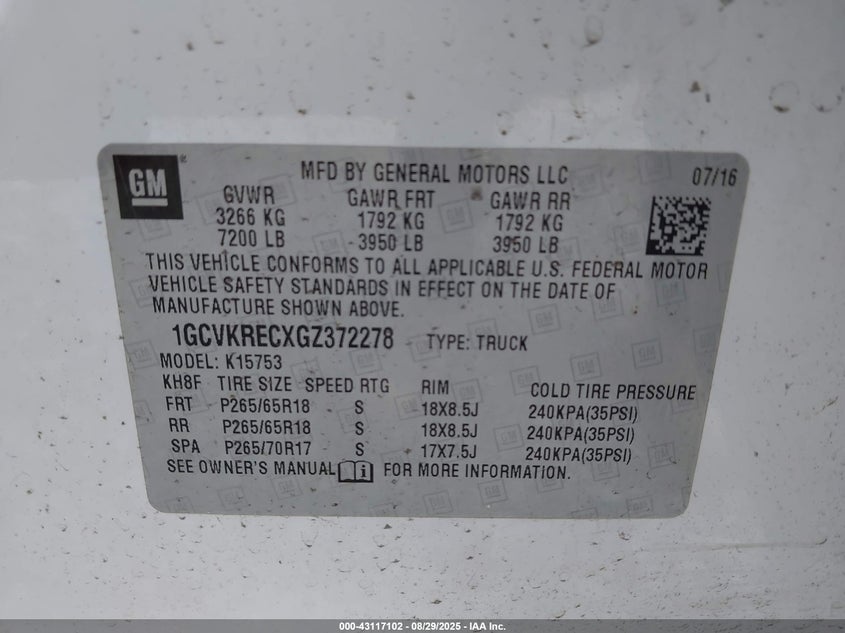 GM
MFD BY GENERAL MOTORS LLC 07/16
GVWR GAWR FRT GAWR RR
3266 KG 1792 KG 1792 KG
7200 LB 3950 LB 3950 LB
THIS VEHICLE CONFORMS TO ALL APPLICABLE U.S. FEDERAL MOTOR
VEHICLE SAFETY STANDARDS IN EFFECT ON THE DATE OF
MANUFACTURE SHOWN ABOVE.
1GCVKRECXGZ372278 TYPE: TRUCK
MODEL: K15753
KH8F TIRE SIZE SPEED RTG RIM COLD TIRE PRESSURE
FRT P265/65R18 S 18X8.5J 240KPA(35PSI)
RR P265/65R18 S 18X8.5J 240KPA(35PSI)
SPA P265/70R17 S 17X7.5J 240KPA(35PSI)
SEE OWNER'S MANUAL i FOR MORE INFORMATION.
000-43117102 - 08/29/2025 - IAA Inc.